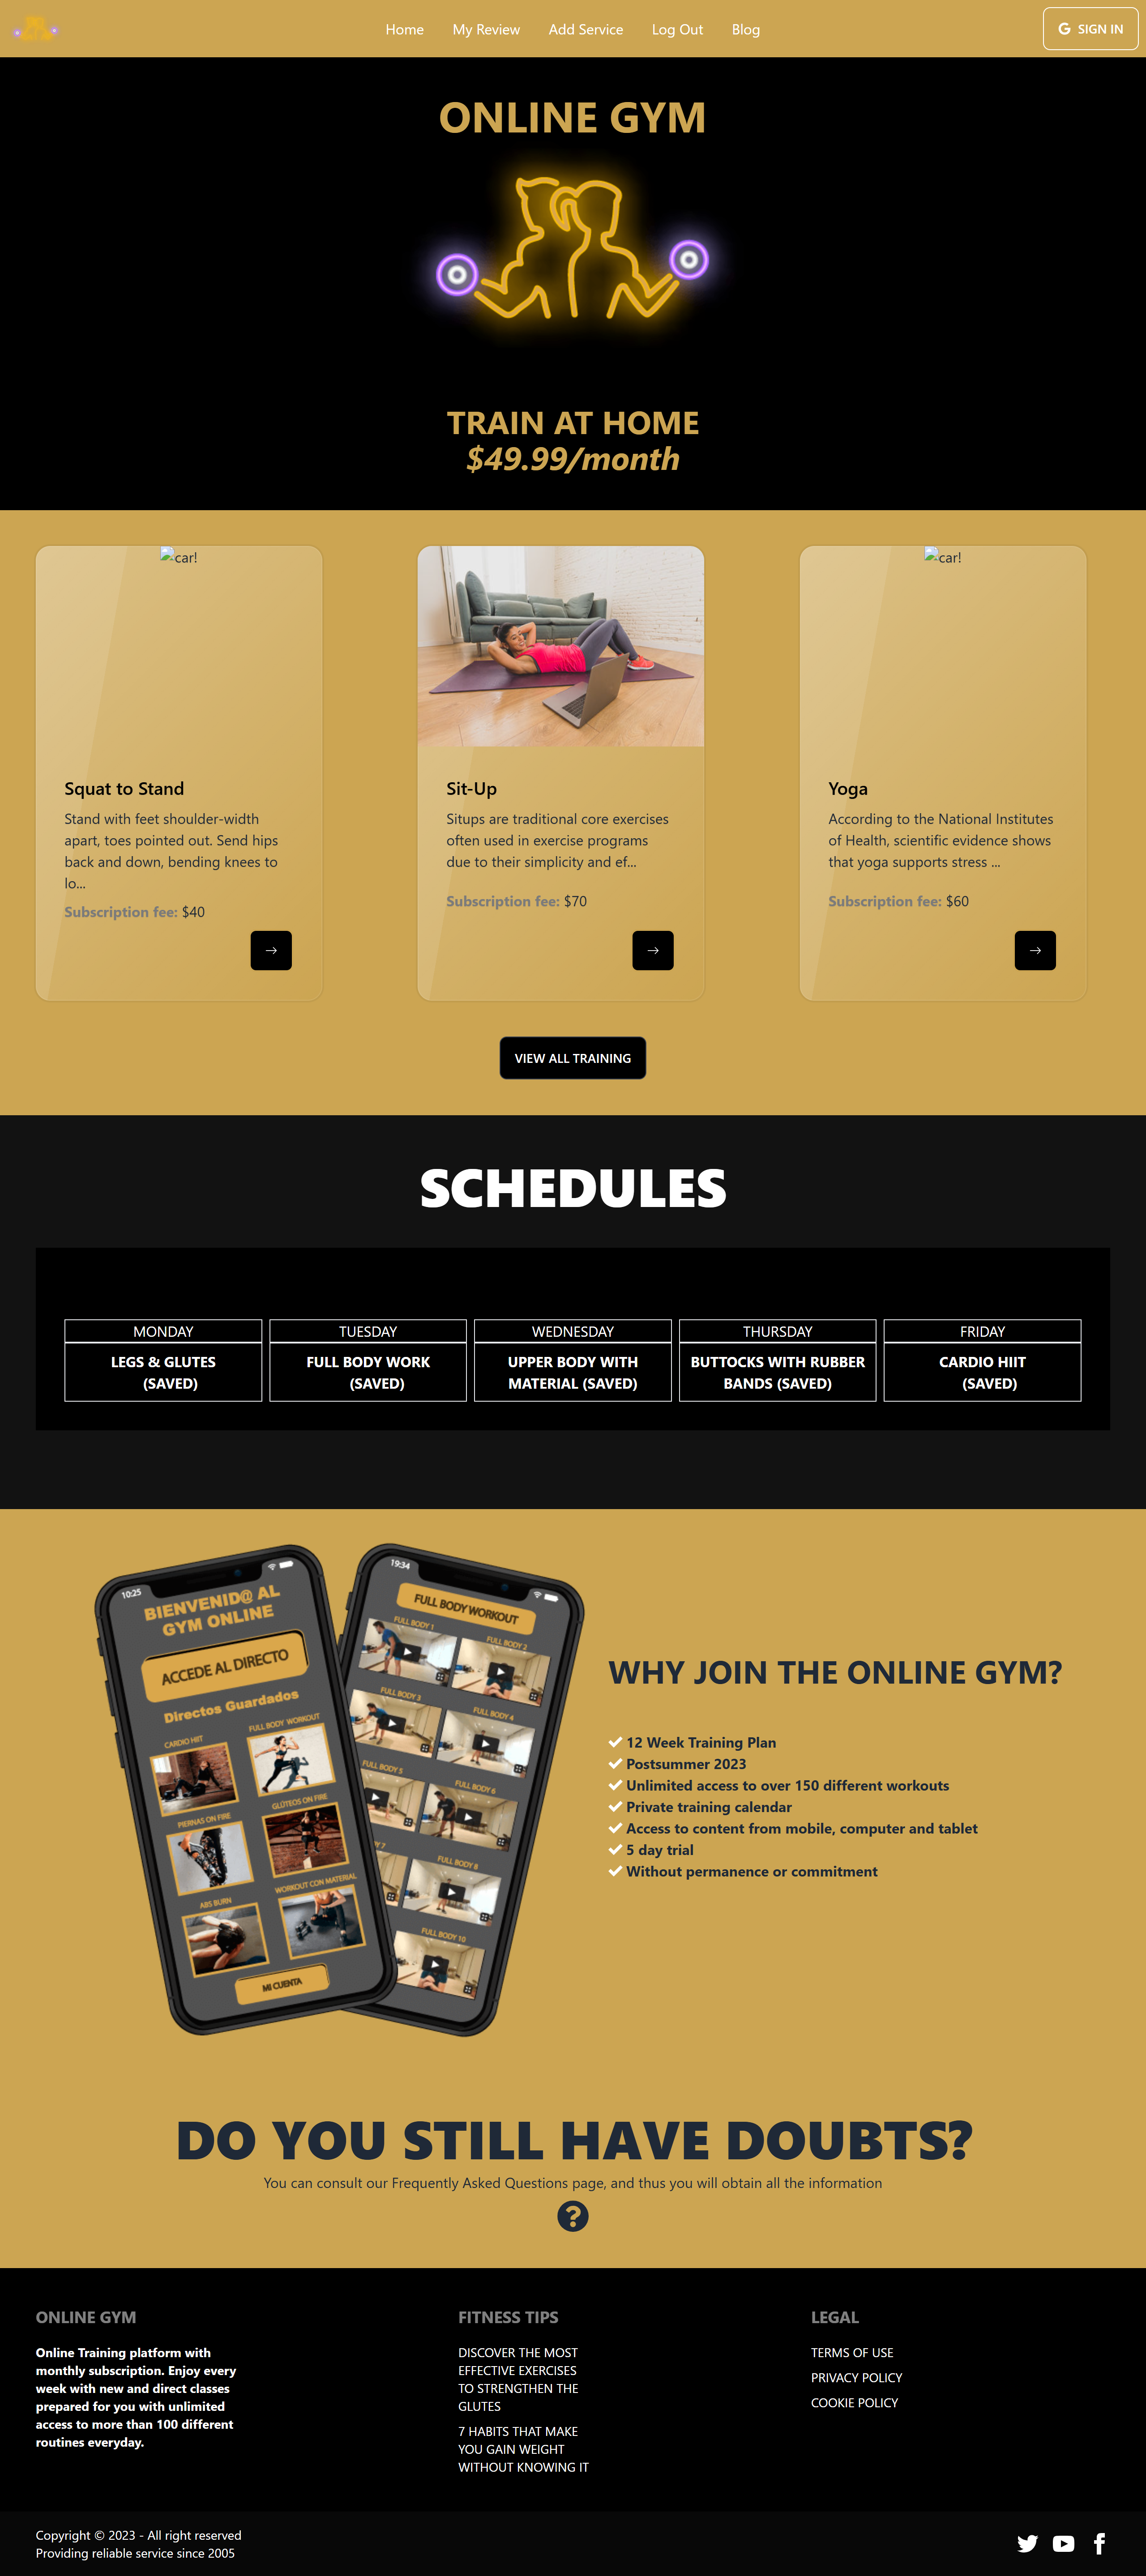 Home
My Review
Add Service
Log Out
Blog
G SIGN IN
ONLINE GYM
TRAIN AT HOME
$49.99/month
car!
Squat to Stand
Stand with feet shoulder-width
apart, toes pointed out. Send hips
back and down, bending knees to
lo...
Subscription fee: $40
Sit-Up
Situps are traditional core exercises
often used in exercise programs
due to their simplicity and ef...
Subscription fee: $70
car!
Yoga
According to the National Institutes
of Health, scientific evidence shows
that yoga supports stress ...
Subscription fee: $60
VIEW ALL TRAINING
SCHEDULES
MONDAY
LEGS & GLUTES
(SAVED)
TUESDAY
FULL BODY WORK
(SAVED)
WEDNESDAY
UPPER BODY WITH
MATERIAL (SAVED)
THURSDAY
BUTTOCKS WITH RUBBER
BANDS (SAVED)
FRIDAY
CARDIO HIIT
(SAVED)
10:25
BIENVENID@ AL
GYM ONLINE
ACCEDE AL DIRECTO
Directos Guardados
CARDIO HIIT
FULL BODY WORKOUT
PIERNAS ON FIRE
GLÚTEOS ON FIRE
ABS BURN
WORKOUT CON MATERIAL
MI CUENTA
19:34
FULL BODY WORKOUT
FULL BODY 1
FULL BODY 2
FULL BODY 3
FULL BODY 4
FULL BODY 5
FULL BODY 6
7
FULL BODY 8
FULL BODY 10
WHY JOIN THE ONLINE GYM?
12 Week Training Plan
Postsummer 2023
Unlimited access to over 150 different workouts
Private training calendar
Access to content from mobile, computer and tablet
5 day trial
Without permanence or commitment
DO YOU STILL HAVE DOUBTS?
You can consult our Frequently Asked Questions page, and thus you will obtain all the information
?
ONLINE GYM
Online Training platform with
monthly subscription. Enjoy every
week with new and direct classes
prepared for you with unlimited
access to more than 100 different
routines everyday.
FITNESS TIPS
DISCOVER THE MOST
EFFECTIVE EXERCISES
TO STRENGTHEN THE
GLUTES
7 HABITS THAT MAKE
YOU GAIN WEIGHT
WITHOUT KNOWING IT
LEGAL
TERMS OF USE
PRIVACY POLICY
COOKIE POLICY
Copyright © 2023 - All right reserved
Providing reliable service since 2005